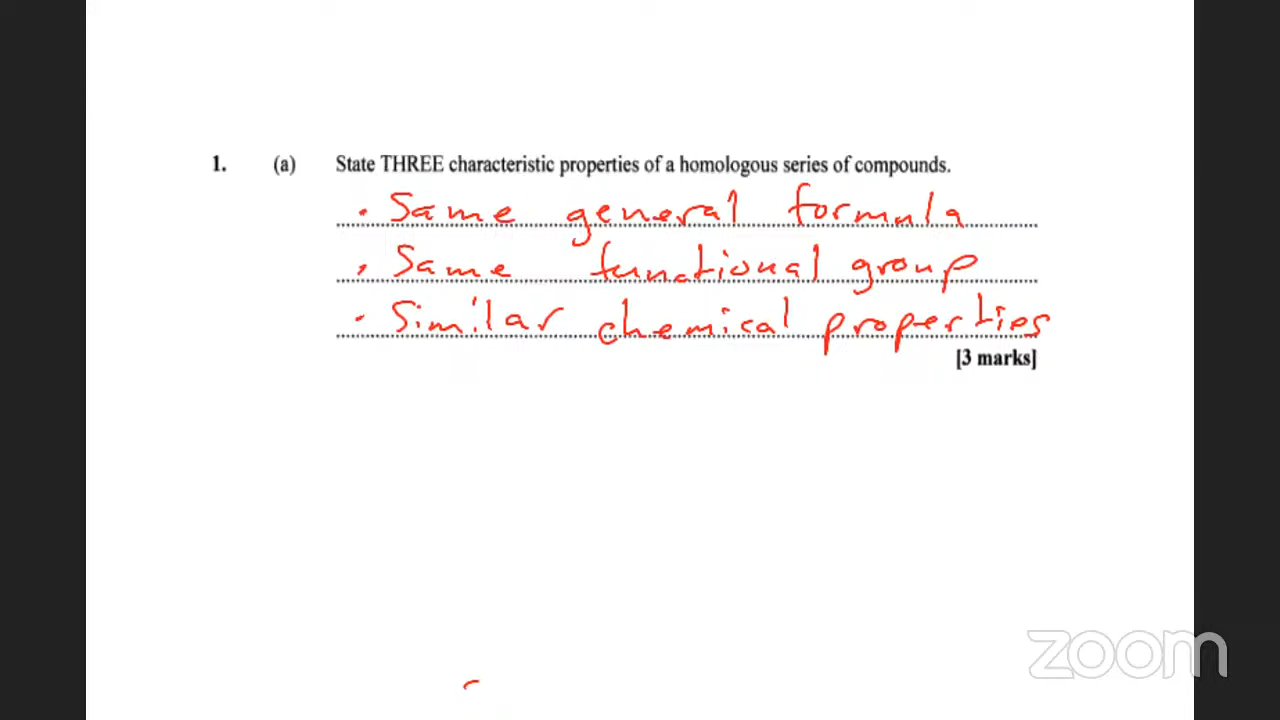 1. (a) State THREE characteristic properties of a homologous series of compounds.
· Same general formula
· Same functional group
· Similar chemical properties
[3 marks]
zoom